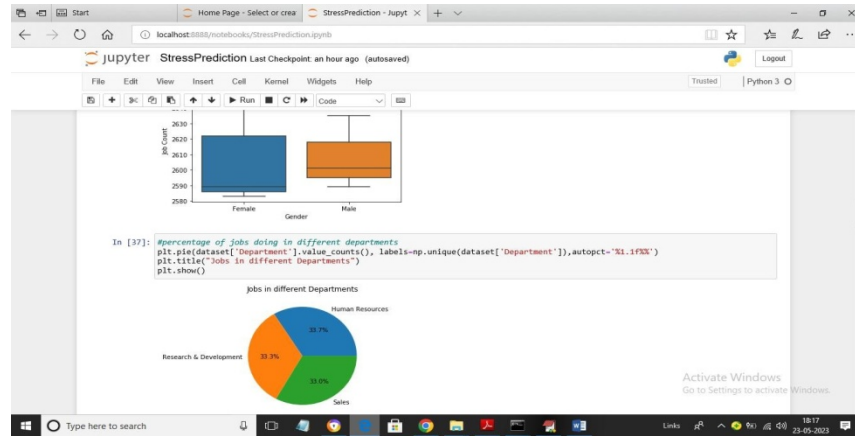 Start
Home Page - Select or crea
StressPrediction - Jupyt
localhost:8888/notebooks/StressPrediction.ipynb
jupyter StressPrediction Last Checkpoint: an hour ago (autosaved)
Logout
File Edit View Insert Cell Kernel Widgets Help
Trusted
Python 3
Run
Code
2630
2620
2610
2600
2590
2580
Job Count
Female
Male
Gender
In [37]: #percentage of jobs doing in different departments
plt.pie(dataset['Department'].value_counts(), labels=np.unique(dataset['Department']),autopct='%1.1f%%')
plt.title("Jobs in different Departments")
plt.show()
Jobs in different Departments
Human Resources
33.7%
Research & Development
33.3%
33.0%
Sales
Activate Windows
Go to Settings to activate Windows.
Type here to search
Links
18:17
23-05-2023